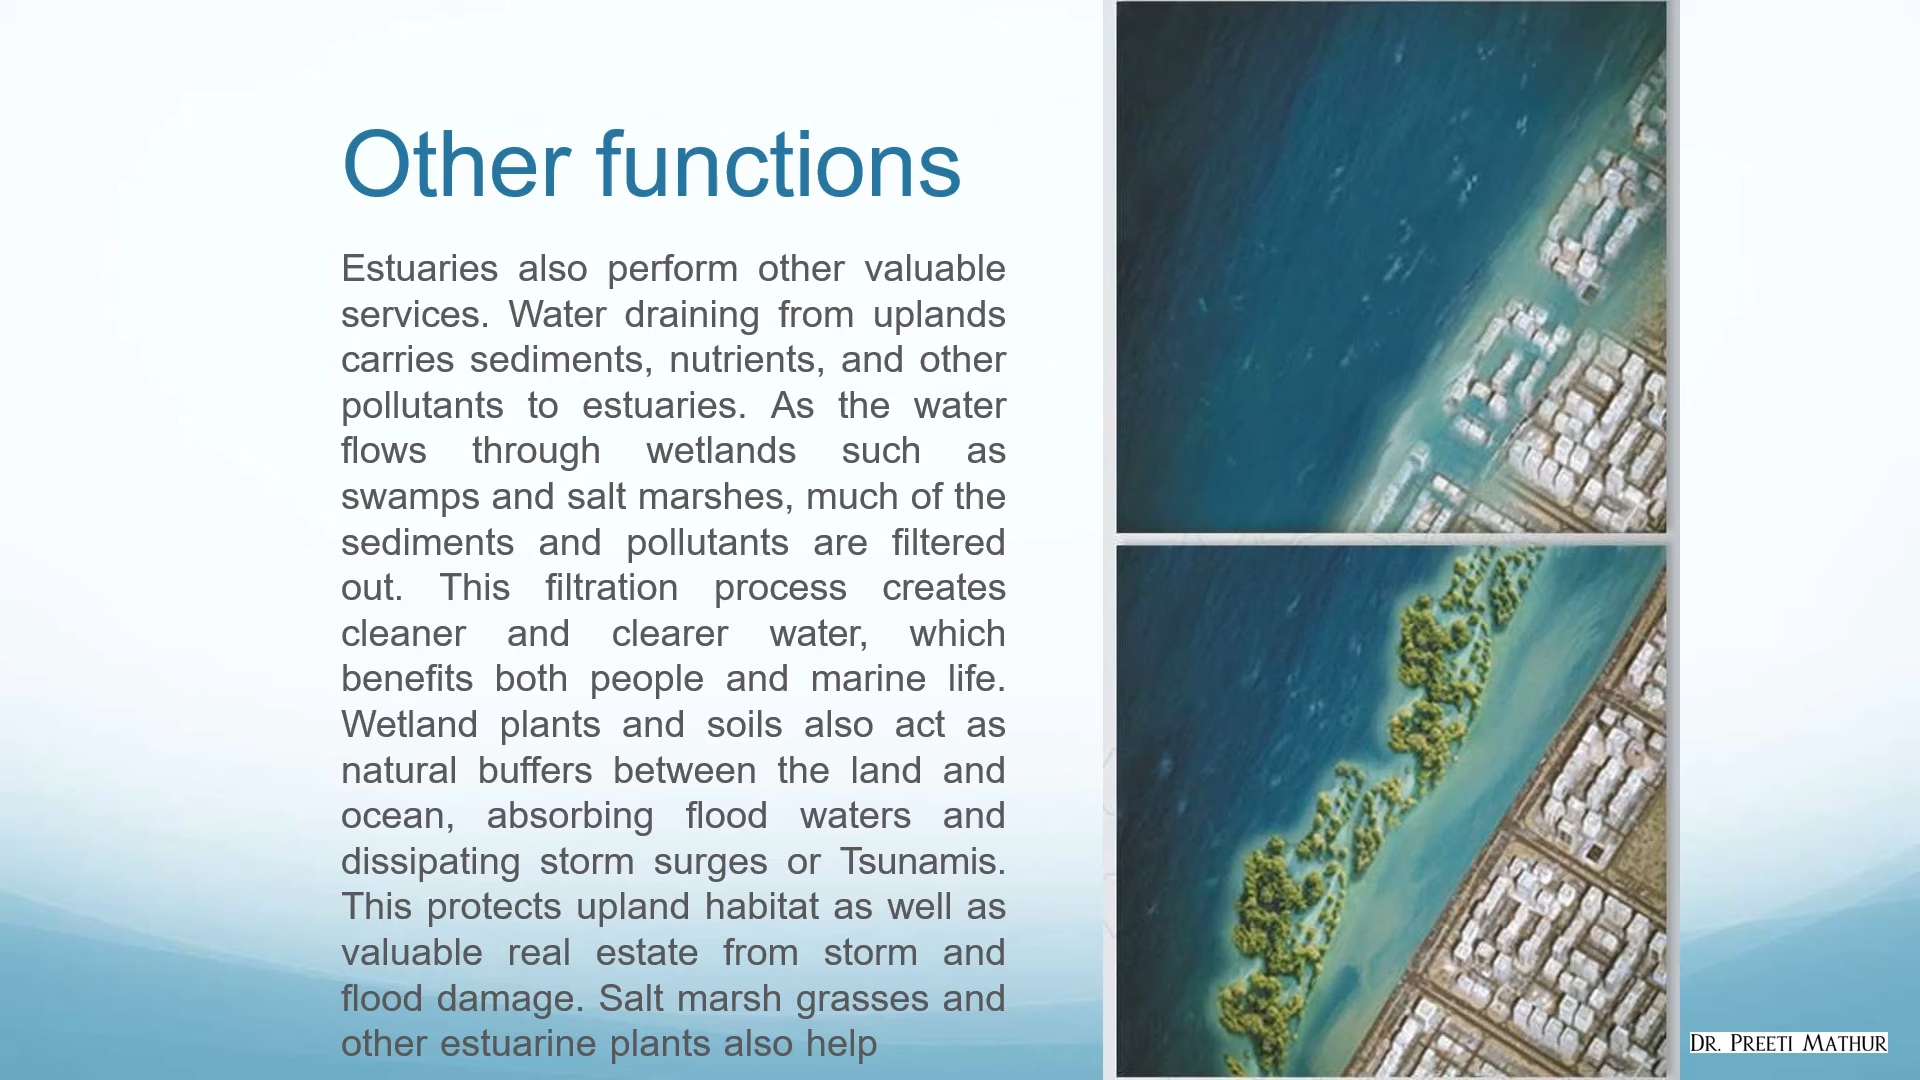 Other functions
Estuaries also perform other valuable
services. Water draining from uplands
carries sediments, nutrients, and other
pollutants to estuaries. As the water
flows through wetlands such as
swamps and salt marshes, much of the
sediments and pollutants are filtered
out. This filtration process creates
cleaner and clearer water, which
benefits both people and marine life.
Wetland plants and soils also act as
natural buffers between the land and
ocean, absorbing flood waters and
dissipating storm surges or Tsunamis.
This protects upland habitat as well as
valuable real estate from storm and
flood damage. Salt marsh grasses and
other estuarine plants also help
DR. PREETI MATHUR